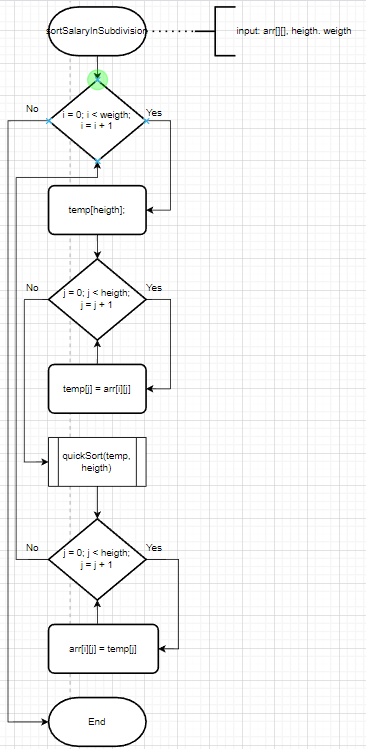 sortSalaryInSubdivision
input: arr[][], heigth. weigth
No
Yes
i = 0; i < weigth;
i = i + 1
temp[heigth];
No
Yes
j = 0; j < heigth;
j = j + 1
temp[j] = arr[i][j]
quickSort(temp,
heigth)
No
Yes
j = 0; j < heigth;
j = j + 1
arr[i][j] = temp[j]
End